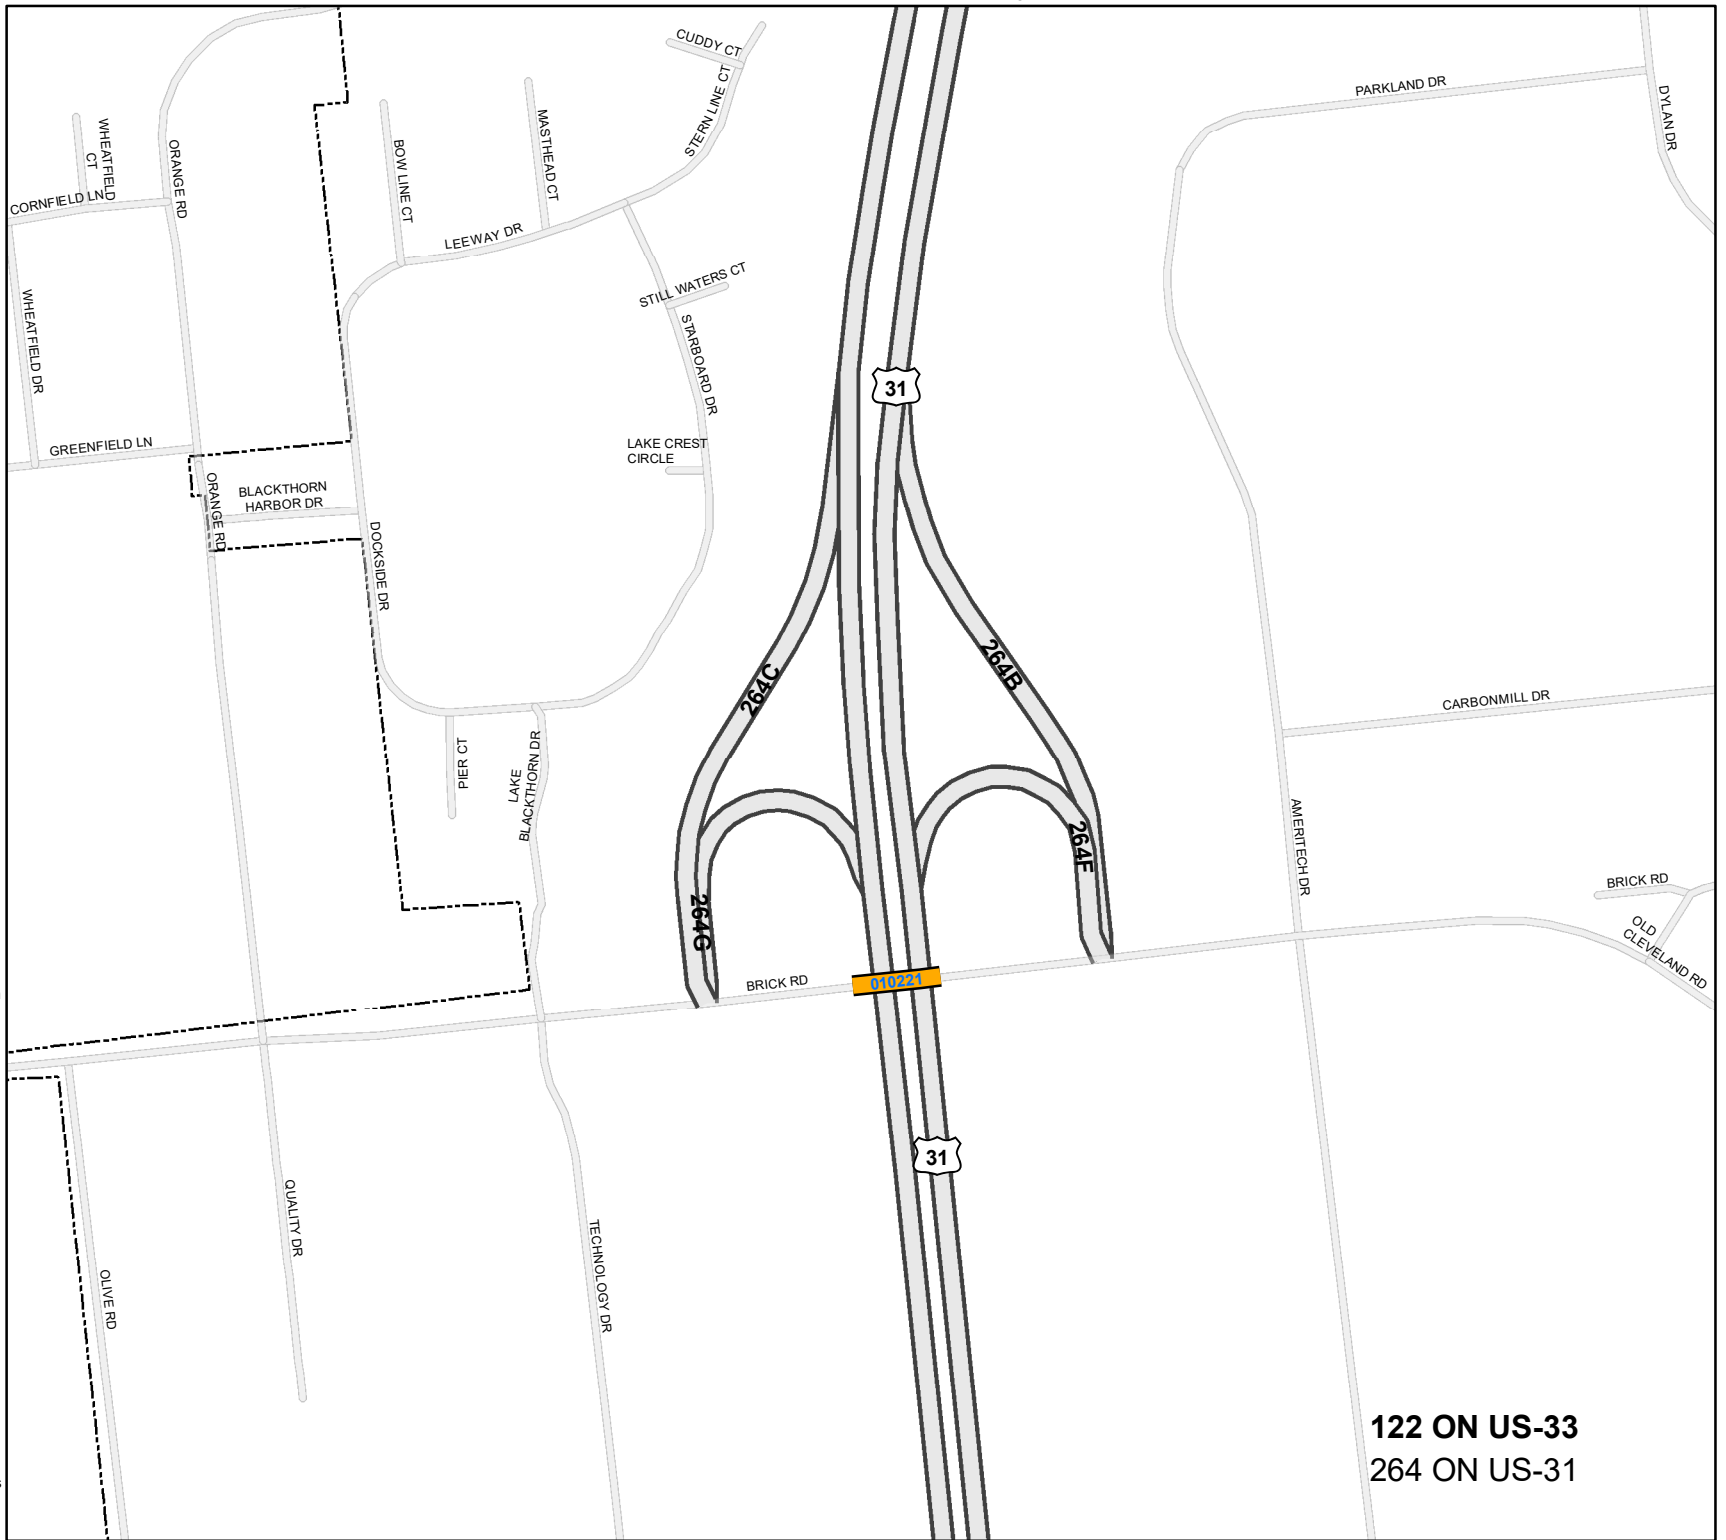 CUDDY CT
STERN LINE CT
PARKLAND DR
DYLAN DR
WHEATFIELD
CT
ORANGE RD
BOW LINE CT
MASTHEAD CT
CORNFIELD LN
LEEWAY DR
STILL WATERS CT
WHEATFIELD DR
STARBOARD DR
31
GREENFIELD LN
LAKE CREST
CIRCLE
ORANGE RD
BLACKTHORN
HARBOR DR
DOCKSIDE DR
264C
264B
CARBONMILL DR
PIER CT
LAKE
BLACKTHORN DR
AMERITECH DR
264F
264G
BRICK RD
OLD
CLEVELAND RD
BRICK RD
010221
31
QUALITY DR
TECHNOLOGY DR
OLIVE RD
122 ON US-33
264 ON US-31